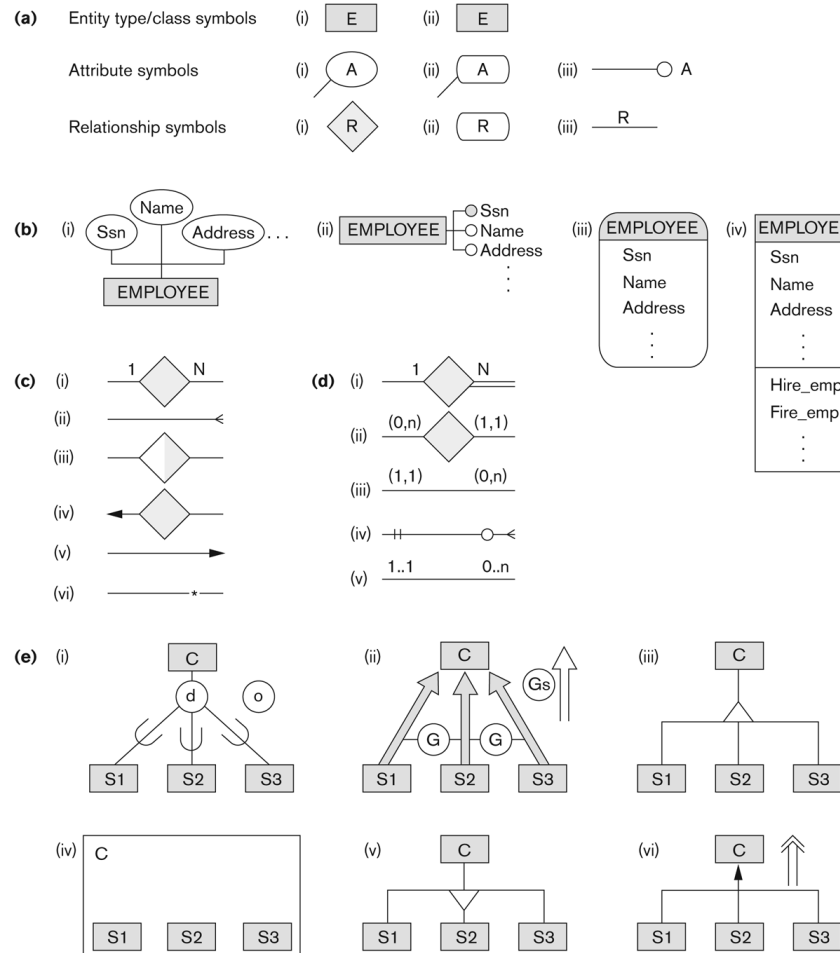 (a) Entity type/class symbols (i) E (ii) E
Attribute symbols (i) A (ii) A (iii) A
Relationship symbols (i) R (ii) R (iii) R
(b) (i) Ssn Name Address ...
EMPLOYEE
(ii) EMPLOYEE Ssn
Name
Address
(iii) EMPLOYEE
Ssn
Name
Address
(iv) EMPLOYE
Ssn
Name
Address
Hire_emp
Fire_emp
(c) (i) 1 N
(ii)
(iii)
(iv)
(v)
(vi) *
(d) (i) 1 N
(ii) (0,n) (1,1)
(iii) (1,1) (0,n)
(iv)
(v) 1..1 0..n
(e) (i) C
d o
S1 S2 S3
(ii) C
Gs
G G
S1 S2 S3
(iii) C
S1 S2 S3
(iv) C
S1 S2 S3
(v) C
S1 S2 S3
(vi) C
S1 S2 S3